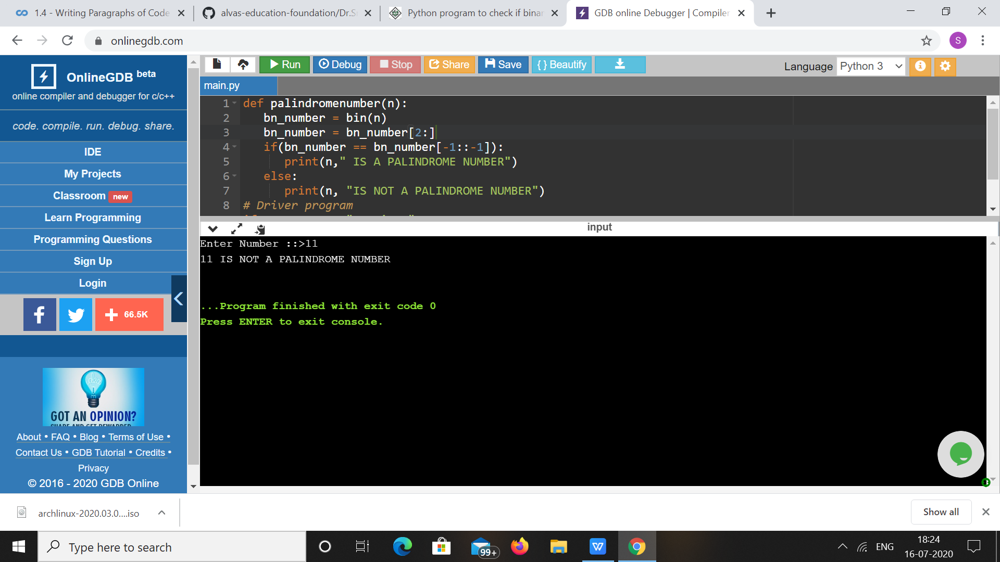 1.4 - Writing Paragraphs of Code
alvas-education-foundation/Dr.S
Python program to check if binar
GDB online Debugger | Compiler
onlinegdb.com
S
OnlineGDB beta
online compiler and debugger for c/c++
code. compile. run. debug. share.
IDE
My Projects
Classroom new
Learn Programming
Programming Questions
Sign Up
Login
66.5K
idea
GOT AN OPINION?
SHARE AND GET REWARDED
About • FAQ • Blog • Terms of Use •
Contact Us • GDB Tutorial • Credits •
Privacy
© 2016 - 2020 GDB Online
Run Debug Stop Share Save { } Beautify
Language Python 3
main.py
1 def palindromenumber(n):
2 bn_number = bin(n)
3 bn_number = bn_number[2:]
4 if(bn_number == bn_number[-1::-1]):
5 print(n," IS A PALINDROME NUMBER")
6 else:
7 print(n, "IS NOT A PALINDROME NUMBER")
8 # Driver program
input
Enter Number ::>11
11 IS NOT A PALINDROME NUMBER
...Program finished with exit code 0
Press ENTER to exit console.
archlinux-2020.03.0....iso
Show all
Type here to search
99+
W
ENG
18:24
16-07-2020